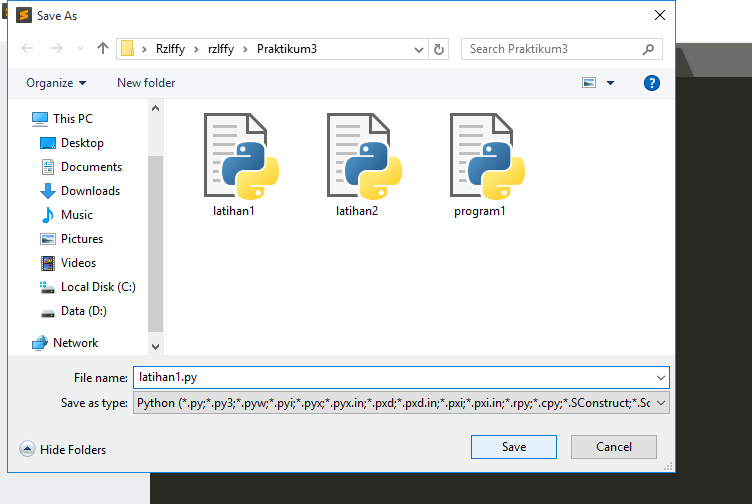 Save As
Rzlffy
rzlffy
Praktikum3
Search Praktikum3
Organize
New folder
This PC
Desktop
Documents
Downloads
Music
Pictures
Videos
Local Disk (C:)
Data (D:)
Network
latihan1
latihan2
program1
File name:
latihan1.py
Save as type:
Python (*.py;*.py3;*.pyw;*.pyi;*.pyx;*.pyx.in;*.pxd;*.pxd.in;*.pxi;*.pxi.in;*.rpy;*.cpy;*.SConstruct;*.Sc
Hide Folders
Save
Cancel